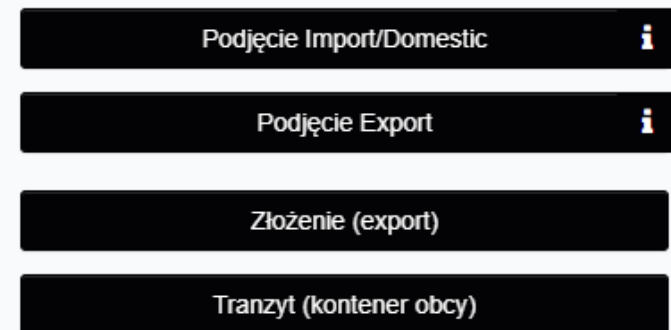 Podjęcie Import/Domestic
Podjęcie Export
Złożenie (export)
Tranzyt (kontener obcy)